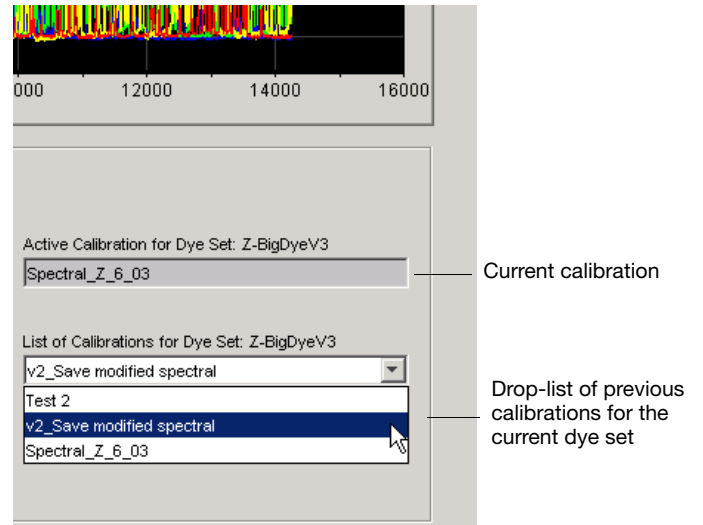 000 12000 14000 16000
Active Calibration for Dye Set: Z-BigDyeV3
Spectral_Z_6_03
Current calibration
List of Calibrations for Dye Set: Z-BigDyeV3
v2_Save modified spectral
Test 2
v2_Save modified spectral
Spectral_Z_6_03
Drop-list of previous
calibrations for the
current dye set